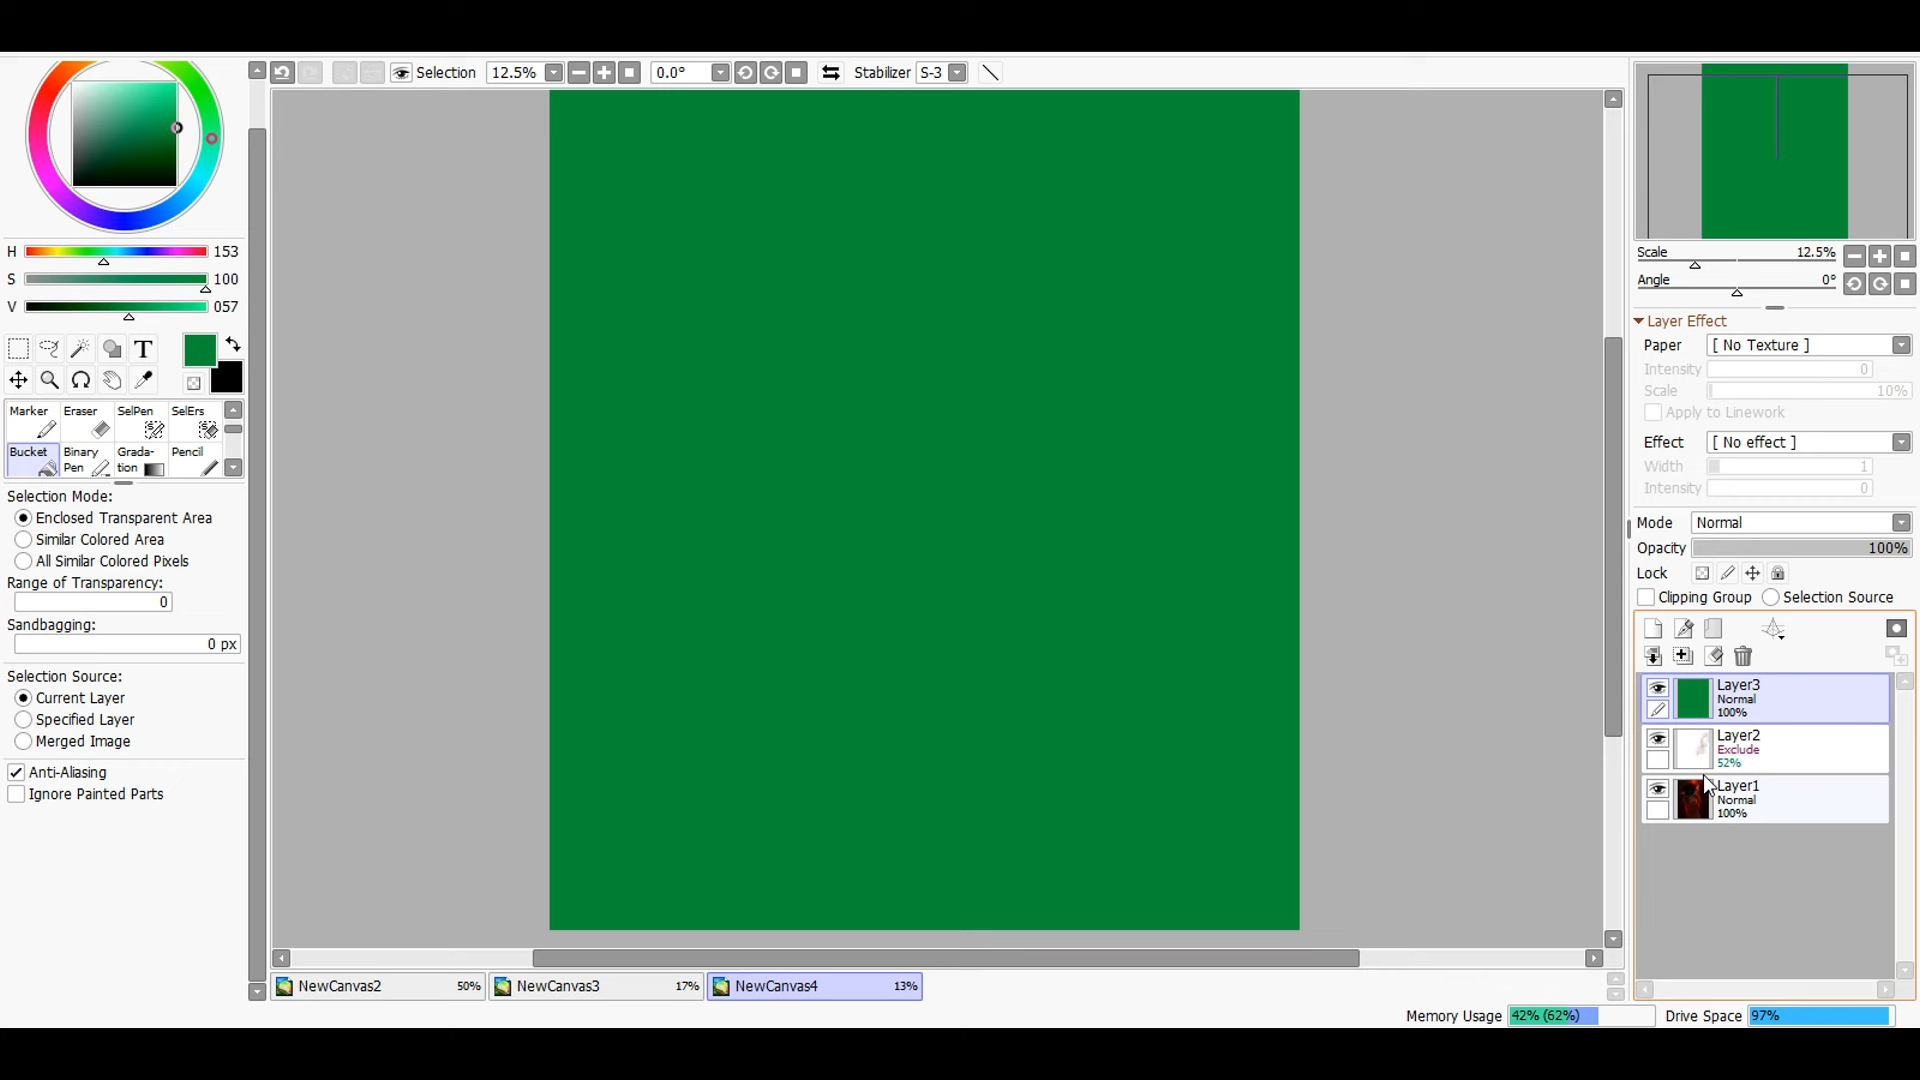 Selection 12.5% 0.0° Stabilizer S-3
H 153
S 100
V 057
T
Marker Eraser SelPen SelErs
Bucket Binary Pen Grada-tion Pencil
Selection Mode:
Enclosed Transparent Area
Similar Colored Area
All Similar Colored Pixels
Range of Transparency:
0
Sandbagging:
0 px
Selection Source:
Current Layer
Specified Layer
Merged Image
Anti-Aliasing
Ignore Painted Parts
NewCanvas2 50% NewCanvas3 17% NewCanvas4 13%
Scale 12.5%
Angle 0°
Layer Effect
Paper [ No Texture ]
Intensity 0
Scale 10%
Apply to Linework
Effect [ No effect ]
Width 1
Intensity 0
Mode Normal
Opacity 100%
Lock
Clipping Group Selection Source
Layer3
Normal
100%
Layer2
Exclude
52%
Layer1
Normal
100%
Memory Usage 42% (62%) Drive Space 97%